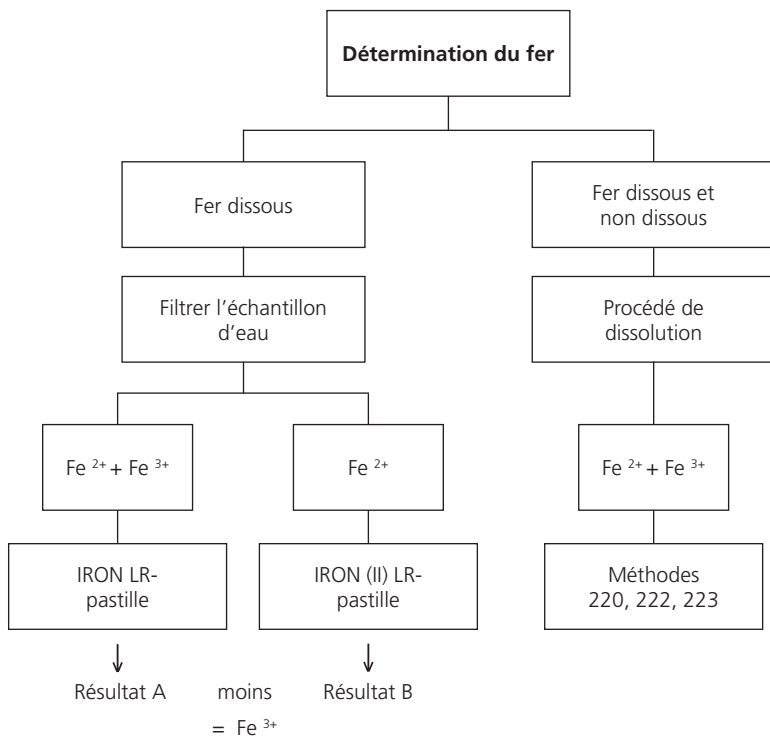 Détermination du fer
Fer dissous
Fer dissous et
non dissous
Filtrer l’échantillon
d’eau
Procédé de
dissolution
Fe 2+ + Fe 3+
Fe 2+
Fe 2+ + Fe 3+
IRON LR-
pastille
IRON (II) LR-
pastille
Méthodes
220, 222, 223
Résultat A moins Résultat B
= Fe 3+